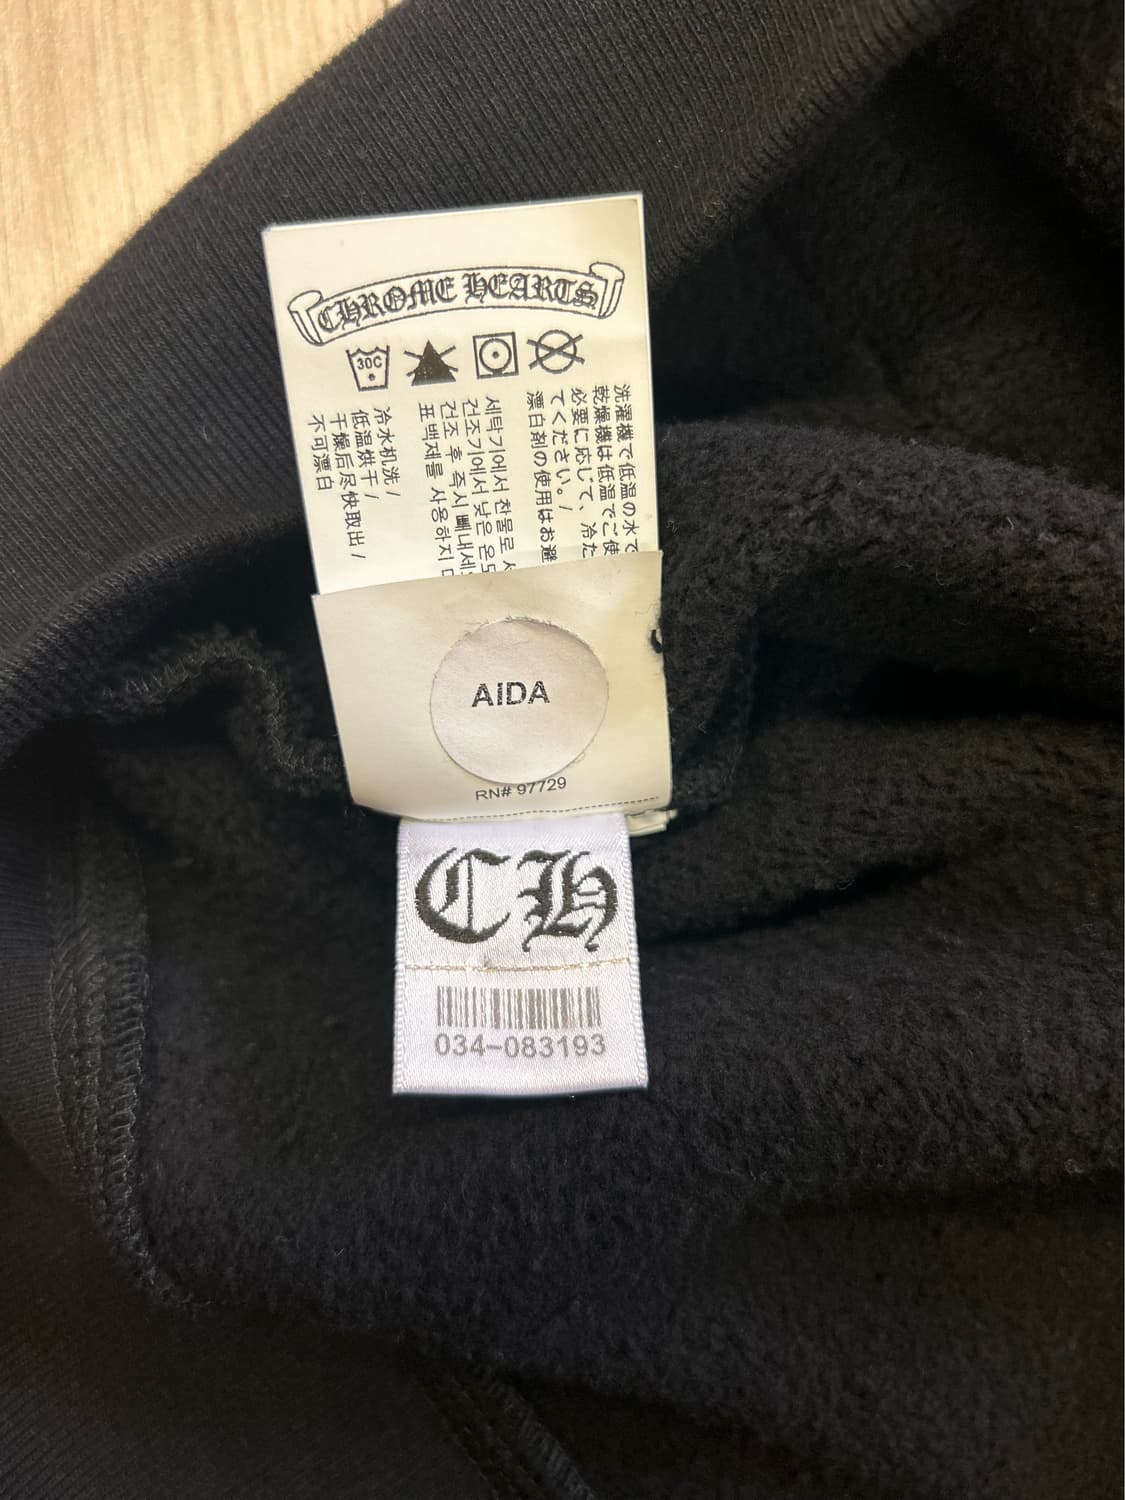 CHROME HEARTS
30C
洗濯機で低温の水で
乾燥機は低温でご使
必要に応じて、冷た
てください。/
漂白剤の使用はお避
세탁기에서 찬물로
건조기에서 낮은 온도
건조 후 즉시 빼내세
표백제를 사용하지
冷水机洗 /
低温烘干 /
干燥后尽快取出 /
不可漂白
AIDA
RN# 97729
CH
034-083193